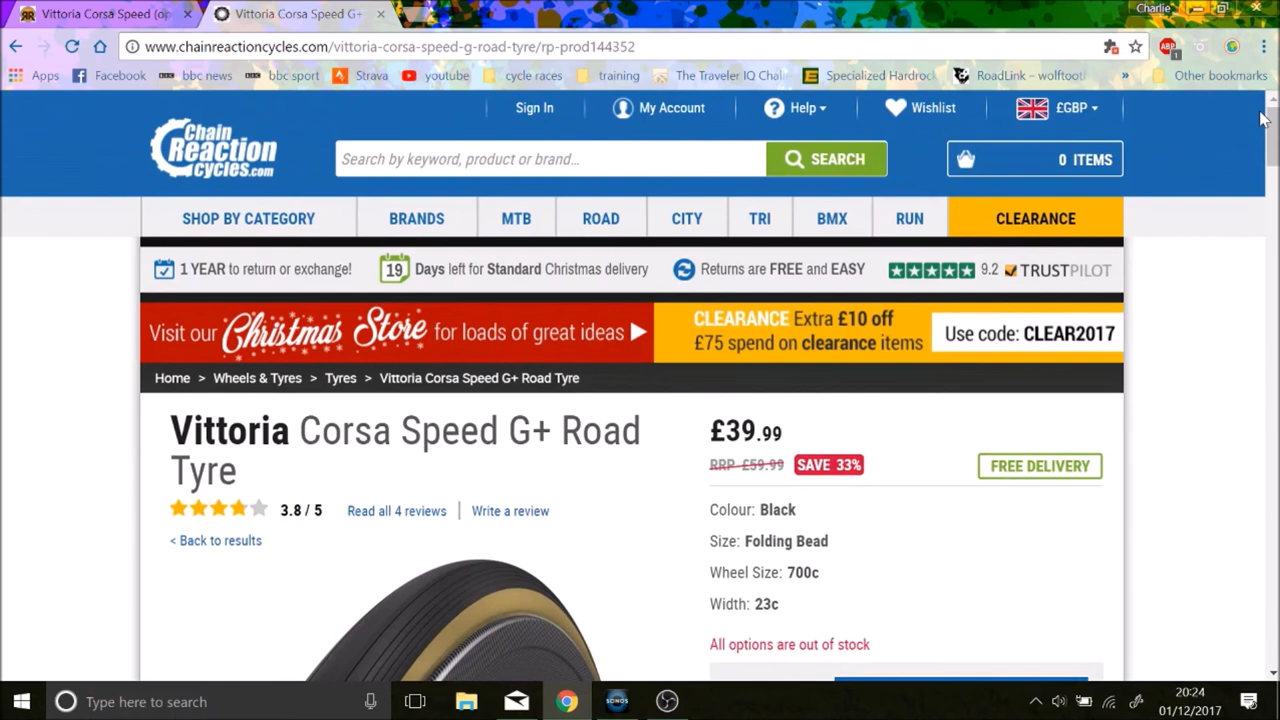 Vittoria Corsa Speed (op
Vittoria Corsa Speed G+
Charlie
www.chainreactioncycles.com/vittoria-corsa-speed-g-road-tyre/rp-prod144352
ABP 1
Apps Facebook bbc news bbc sport Strava youtube cycle races training The Traveler IQ Chal Specialized Hardrock RoadLink – wolftoot » Other bookmarks
Sign In My Account Help Wishlist £GBP
Chain Reaction Cycles.com
Search by keyword, product or brand...
SEARCH
0 ITEMS
SHOP BY CATEGORY BRANDS MTB ROAD CITY TRI BMX RUN CLEARANCE
1 YEAR to return or exchange! 19 Days left for Standard Christmas delivery Returns are FREE and EASY 9.2 TRUSTPILOT
Visit our Christmas Store for loads of great ideas
CLEARANCE Extra £10 off
£75 spend on clearance items
Use code: CLEAR2017
Home > Wheels & Tyres > Tyres > Vittoria Corsa Speed G+ Road Tyre
Vittoria Corsa Speed G+ Road
Tyre
3.8 / 5 Read all 4 reviews Write a review
< Back to results
£39.99
RRP £59.99 SAVE 33%
FREE DELIVERY
Colour: Black
Size: Folding Bead
Wheel Size: 700c
Width: 23c
All options are out of stock
Type here to search
SONOS
20:24
01/12/2017